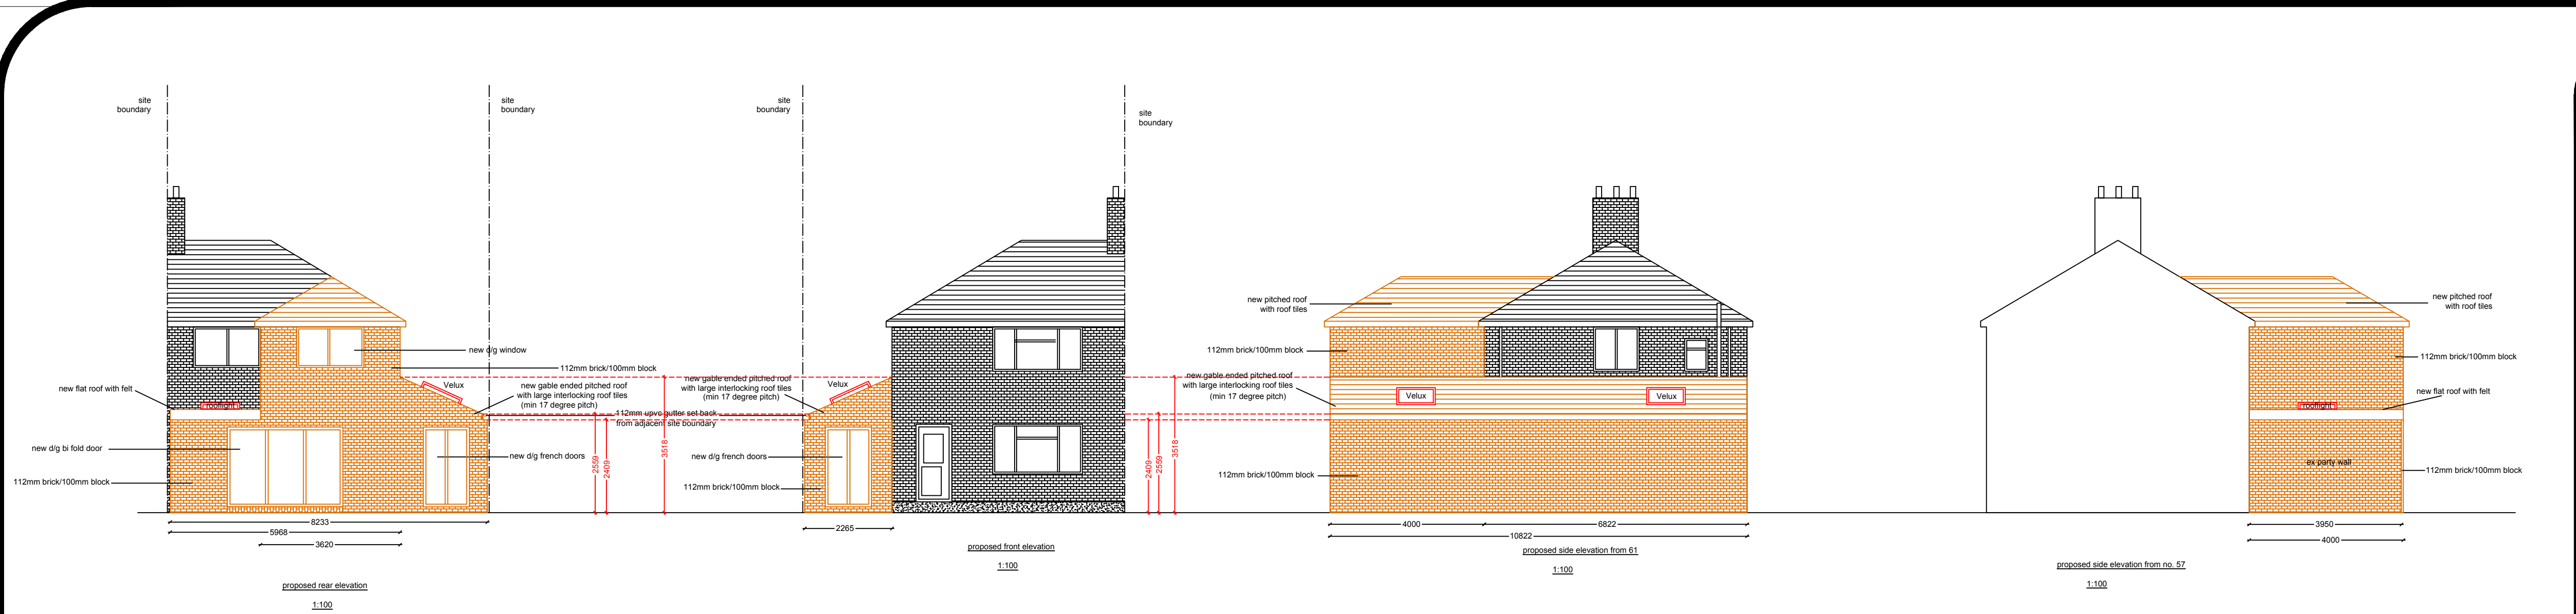 site
boundary
site
boundary
new d/g window
112mm brick/100mm block
new flat roof with felt
rooflight
Velux
new gable ended pitched roof
with large interlocking roof tiles
(min 17 degree pitch)
112mm upvc gutter set back
from adjacent site boundary
new d/g bi fold door
new d/g french doors
112mm brick/100mm block
8233
5968
3620
2559
2409
3518
proposed rear elevation
1:100
site
boundary
site
boundary
new gable ended pitched roof
with large interlocking roof tiles
(min 17 degree pitch)
Velux
new d/g french doors
112mm brick/100mm block
2265
2409
2559
3518
proposed front elevation
1:100
new pitched roof
with roof tiles
112mm brick/100mm block
new gable ended pitched roof
with large interlocking roof tiles
(min 17 degree pitch)
Velux
Velux
112mm brick/100mm block
4000
6822
10822
proposed side elevation from 61
1:100
new pitched roof
with roof tiles
112mm brick/100mm block
new flat roof with felt
rooflight
ex party wall
112mm brick/100mm block
3950
4000
proposed side elevation from no. 57
1:100